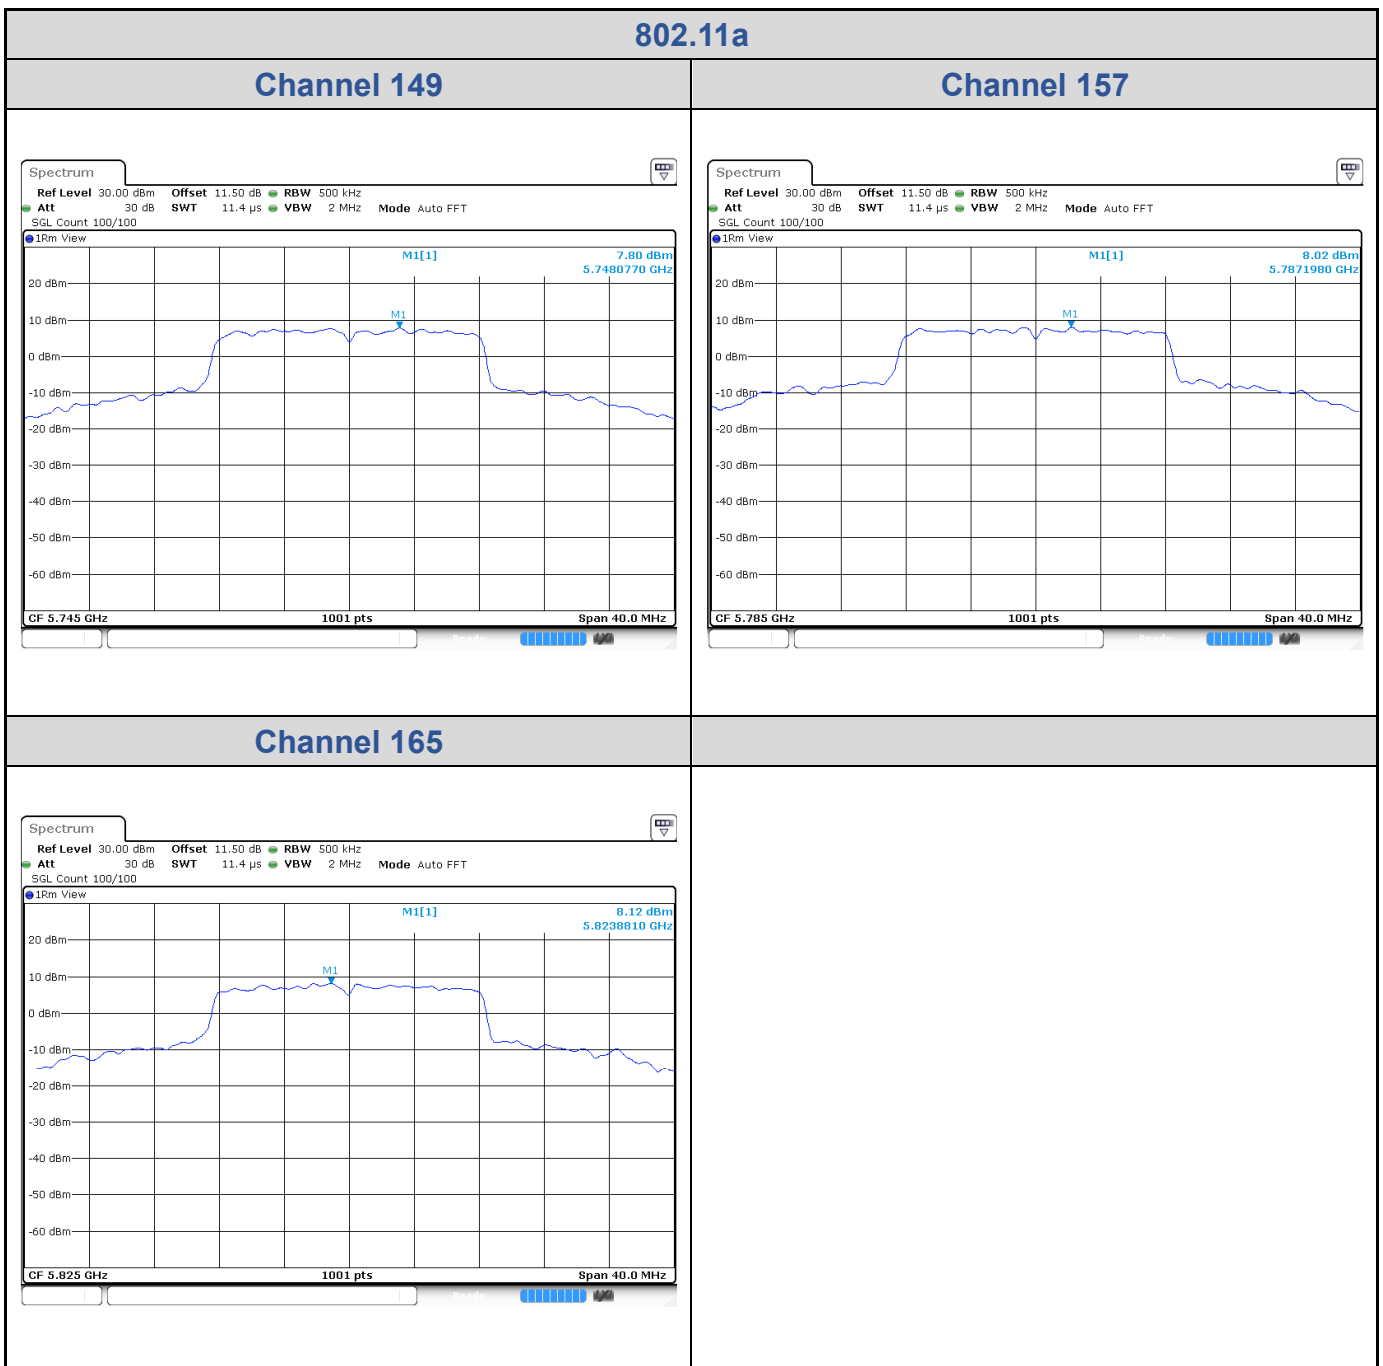 802.11a
Channel 149
Channel 157
Spectrum
Ref Level 30.00 dBm Offset 11.50 dB RBW 500 kHz
Att 30 dB SWT 11.4 µs VBW 2 MHz Mode Auto FFT
SGL Count 100/100
1Rm View
M1[1] 7.80 dBm
5.7480770 GHz
20 dBm
M1
10 dBm
0 dBm
-10 dBm
-20 dBm
-30 dBm
-40 dBm
-50 dBm
-60 dBm
CF 5.745 GHz 1001 pts Span 40.0 MHz
Ready
Spectrum
Ref Level 30.00 dBm Offset 11.50 dB RBW 500 kHz
Att 30 dB SWT 11.4 µs VBW 2 MHz Mode Auto FFT
SGL Count 100/100
1Rm View
M1[1] 8.02 dBm
5.7871980 GHz
20 dBm
M1
10 dBm
0 dBm
-10 dBm
-20 dBm
-30 dBm
-40 dBm
-50 dBm
-60 dBm
CF 5.785 GHz 1001 pts Span 40.0 MHz
Ready
Channel 165
Spectrum
Ref Level 30.00 dBm Offset 11.50 dB RBW 500 kHz
Att 30 dB SWT 11.4 µs VBW 2 MHz Mode Auto FFT
SGL Count 100/100
1Rm View
M1[1] 8.12 dBm
5.8238810 GHz
20 dBm
M1
10 dBm
0 dBm
-10 dBm
-20 dBm
-30 dBm
-40 dBm
-50 dBm
-60 dBm
CF 5.825 GHz 1001 pts Span 40.0 MHz
Ready